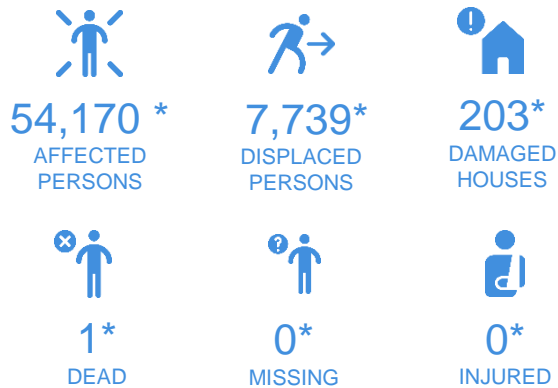 54,170 * 7,739* 203*
AFFECTED PERSONS DISPLACED PERSONS DAMAGED HOUSES
1* 0* 0*
DEAD MISSING INJURED